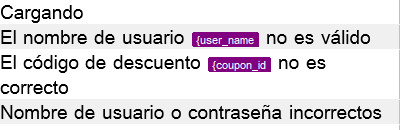 Cargando
El nombre de usuario {user_name no es válido
El código de descuento {coupon_id no es
correcto
Nombre de usuario o contraseña incorrectos